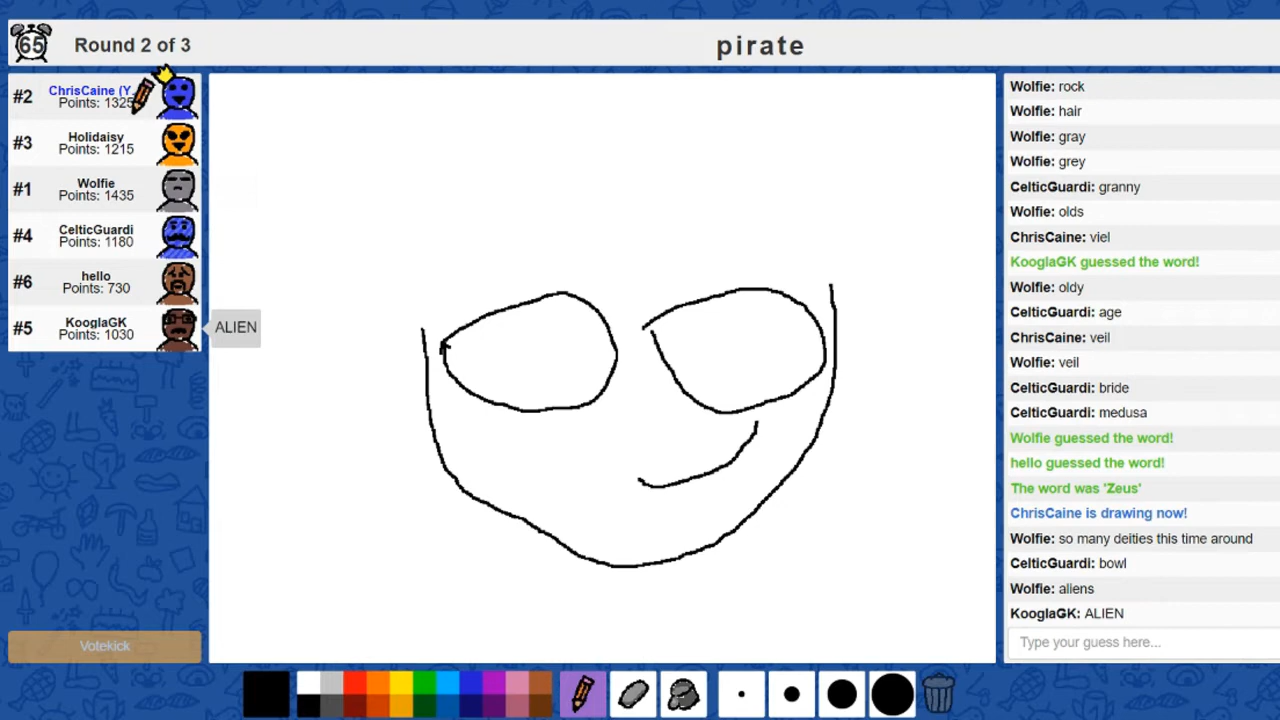 65
Round 2 of 3
pirate
#2
ChrisCaine (Y
Points: 1325
#3
Holidaisy
Points: 1215
#1
Wolfie
Points: 1435
#4
CelticGuardi
Points: 1180
#6
hello
Points: 730
#5
KooglaGK
Points: 1030
ALIEN
Votekick
Wolfie: rock
Wolfie: hair
Wolfie: gray
Wolfie: grey
CelticGuardi: granny
Wolfie: olds
ChrisCaine: viel
KooglaGK guessed the word!
Wolfie: oldy
CelticGuardi: age
ChrisCaine: veil
Wolfie: veil
CelticGuardi: bride
CelticGuardi: medusa
Wolfie guessed the word!
hello guessed the word!
The word was 'Zeus'
ChrisCaine is drawing now!
Wolfie: so many deities this time around
CelticGuardi: bowl
Wolfie: aliens
KooglaGK: ALIEN
Type your guess here...